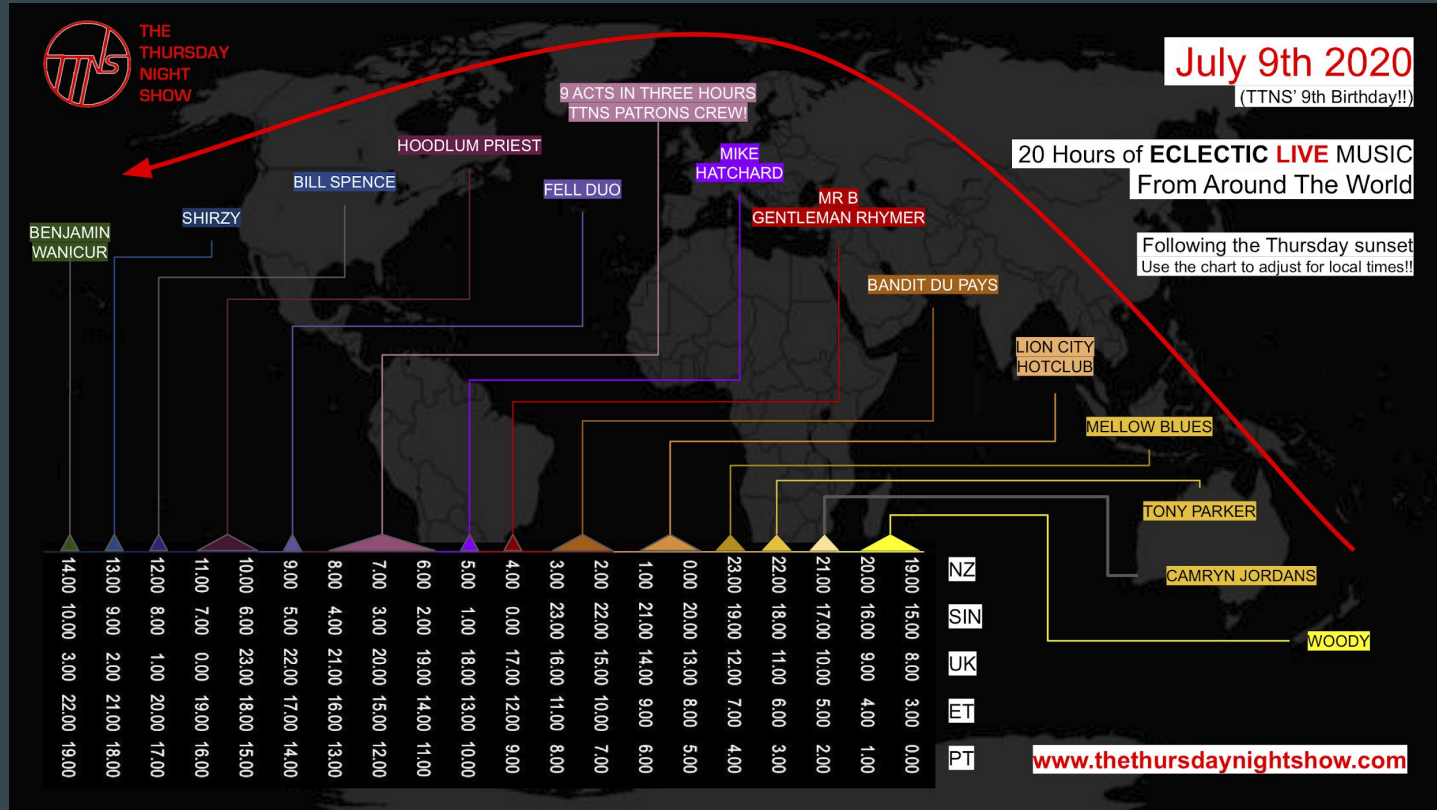 TTNS
THE
THURSDAY
NIGHT
SHOW
July 9th 2020
(TTNS' 9th Birthday!!)
20 Hours of ECLECTIC LIVE MUSIC
From Around The World
Following the Thursday sunset
Use the chart to adjust for local times!!
9 ACTS IN THREE HOURS
TTNS PATRONS CREW!
HOODLUM PRIEST
MIKE
HATCHARD
BILL SPENCE
FELL DUO
MR B
GENTLEMAN RHYMER
SHIRZY
BENJAMIN
WANICUR
BANDIT DU PAYS
LION CITY
HOTCLUB
MELLOW BLUES
TONY PARKER
CAMRYN JORDANS
WOODY
14.00 13.00 12.00 11.00 10.00 9.00 8.00 7.00 6.00 5.00 4.00 3.00 2.00 1.00 0.00 23.00 22.00 21.00 20.00 19.00 NZ
10.00 9.00 8.00 7.00 6.00 5.00 4.00 3.00 2.00 1.00 0.00 23.00 22.00 21.00 20.00 19.00 18.00 17.00 16.00 15.00 SIN
3.00 2.00 1.00 0.00 23.00 22.00 21.00 20.00 19.00 18.00 17.00 16.00 15.00 14.00 13.00 12.00 11.00 10.00 9.00 8.00 UK
22.00 21.00 20.00 19.00 18.00 17.00 16.00 15.00 14.00 13.00 12.00 11.00 10.00 9.00 8.00 7.00 6.00 5.00 4.00 3.00 ET
19.00 18.00 17.00 16.00 15.00 14.00 13.00 12.00 11.00 10.00 9.00 8.00 7.00 6.00 5.00 4.00 3.00 2.00 1.00 0.00 PT
www.thethursdaynightshow.com